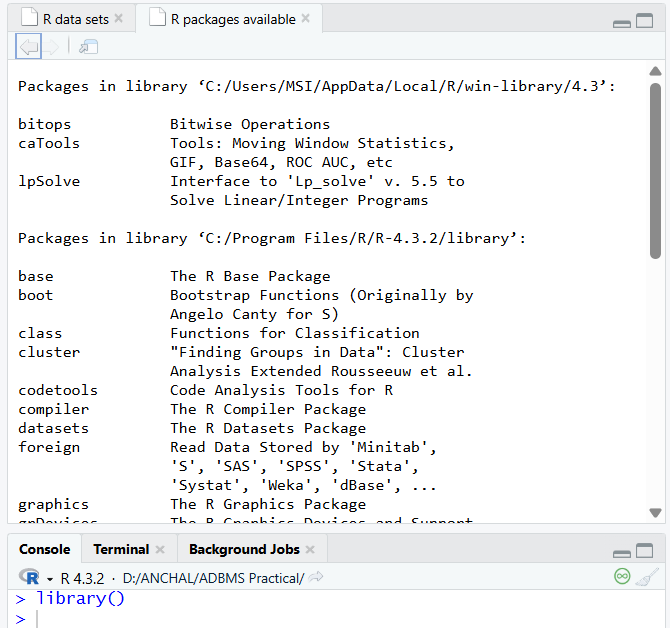 R data sets
R packages available
Packages in library ‘C:/Users/MSI/AppData/Local/R/win-library/4.3’:
bitops Bitwise Operations
caTools Tools: Moving Window Statistics,
GIF, Base64, ROC AUC, etc
lpSolve Interface to 'Lp_solve' v. 5.5 to
Solve Linear/Integer Programs
Packages in library ‘C:/Program Files/R/R-4.3.2/library’:
base The R Base Package
boot Bootstrap Functions (Originally by
Angelo Canty for S)
class Functions for Classification
cluster "Finding Groups in Data": Cluster
Analysis Extended Rousseeuw et al.
codetools Code Analysis Tools for R
compiler The R Compiler Package
datasets The R Datasets Package
foreign Read Data Stored by 'Minitab',
'S', 'SAS', 'SPSS', 'Stata',
'Systat', 'Weka', 'dBase', ...
graphics The R Graphics Package
grDevices The R Graphics Devices and Support
Console Terminal Background Jobs
R R 4.3.2 · D:/ANCHAL/ADBMS Practical/
> library()
>